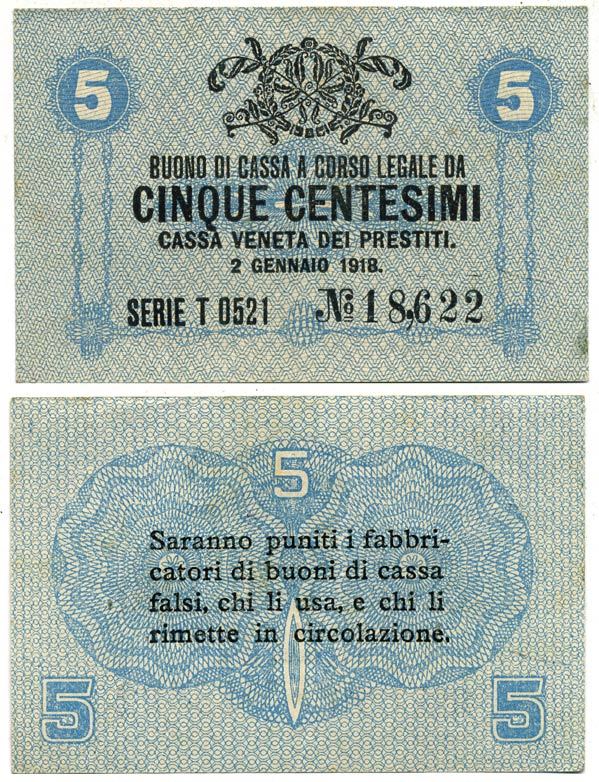 5 5
BUONO DI CASSA A CORSO LEGALE DA
CINQUE CENTESIMI
CASSA VENETA DEI PRESTITI.
2 GENNAIO 1918.
SERIE T 0521 No 18,622
5
Saranno puniti i fabbri-
catori di buoni di cassa
falsi, chi li usa, e chi li
rimette in circolazione.
5 5